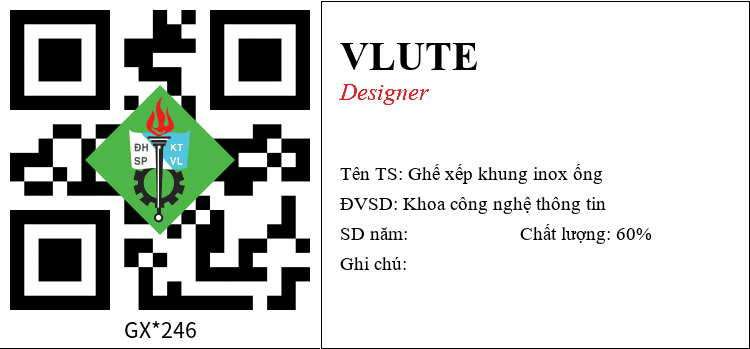 ĐH KT
SP VL
GX*246
VLUTE
Designer
Tên TS: Ghế xếp khung inox ống
ĐVSD: Khoa công nghệ thông tin
SD năm: Chất lượng: 60%
Ghi chú: